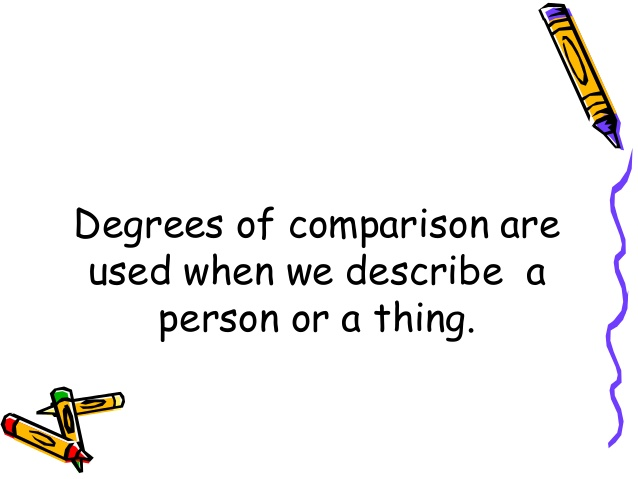 Degrees of comparison are
used when we describe  a
person or a thing.